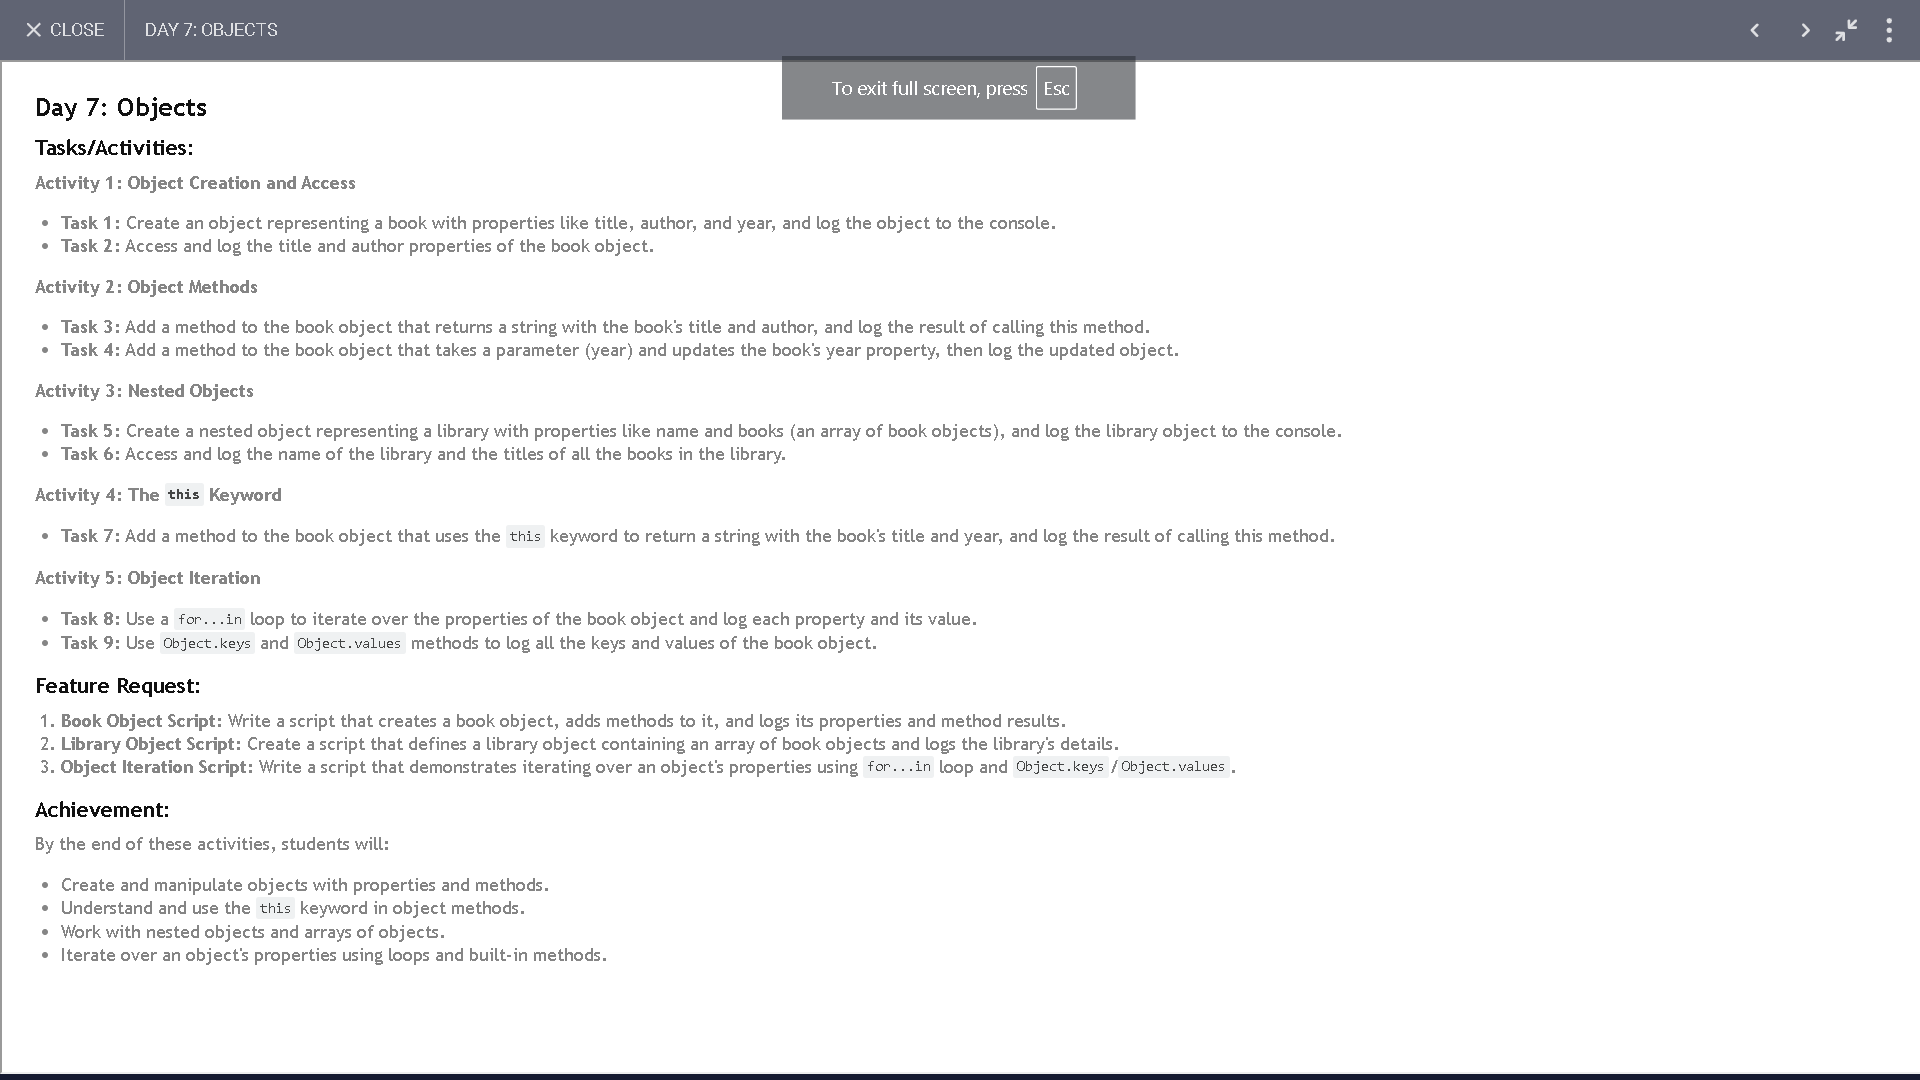 CLOSE
DAY 7: OBJECTS
To exit full screen, press Esc
Day 7: Objects
Tasks/Activities:
Activity 1: Object Creation and Access
• Task 1: Create an object representing a book with properties like title, author, and year, and log the object to the console.
• Task 2: Access and log the title and author properties of the book object.
Activity 2: Object Methods
• Task 3: Add a method to the book object that returns a string with the book's title and author, and log the result of calling this method.
• Task 4: Add a method to the book object that takes a parameter (year) and updates the book's year property, then log the updated object.
Activity 3: Nested Objects
• Task 5: Create a nested object representing a library with properties like name and books (an array of book objects), and log the library object to the console.
• Task 6: Access and log the name of the library and the titles of all the books in the library.
Activity 4: The this Keyword
• Task 7: Add a method to the book object that uses the this keyword to return a string with the book's title and year, and log the result of calling this method.
Activity 5: Object Iteration
• Task 8: Use a for...in loop to iterate over the properties of the book object and log each property and its value.
• Task 9: Use Object.keys and Object.values methods to log all the keys and values of the book object.
Feature Request:
1. Book Object Script: Write a script that creates a book object, adds methods to it, and logs its properties and method results.
2. Library Object Script: Create a script that defines a library object containing an array of book objects and logs the library's details.
3. Object Iteration Script: Write a script that demonstrates iterating over an object's properties using for...in loop and Object.keys/Object.values.
Achievement:
By the end of these activities, students will:
• Create and manipulate objects with properties and methods.
• Understand and use the this keyword in object methods.
• Work with nested objects and arrays of objects.
• Iterate over an object's properties using loops and built-in methods.